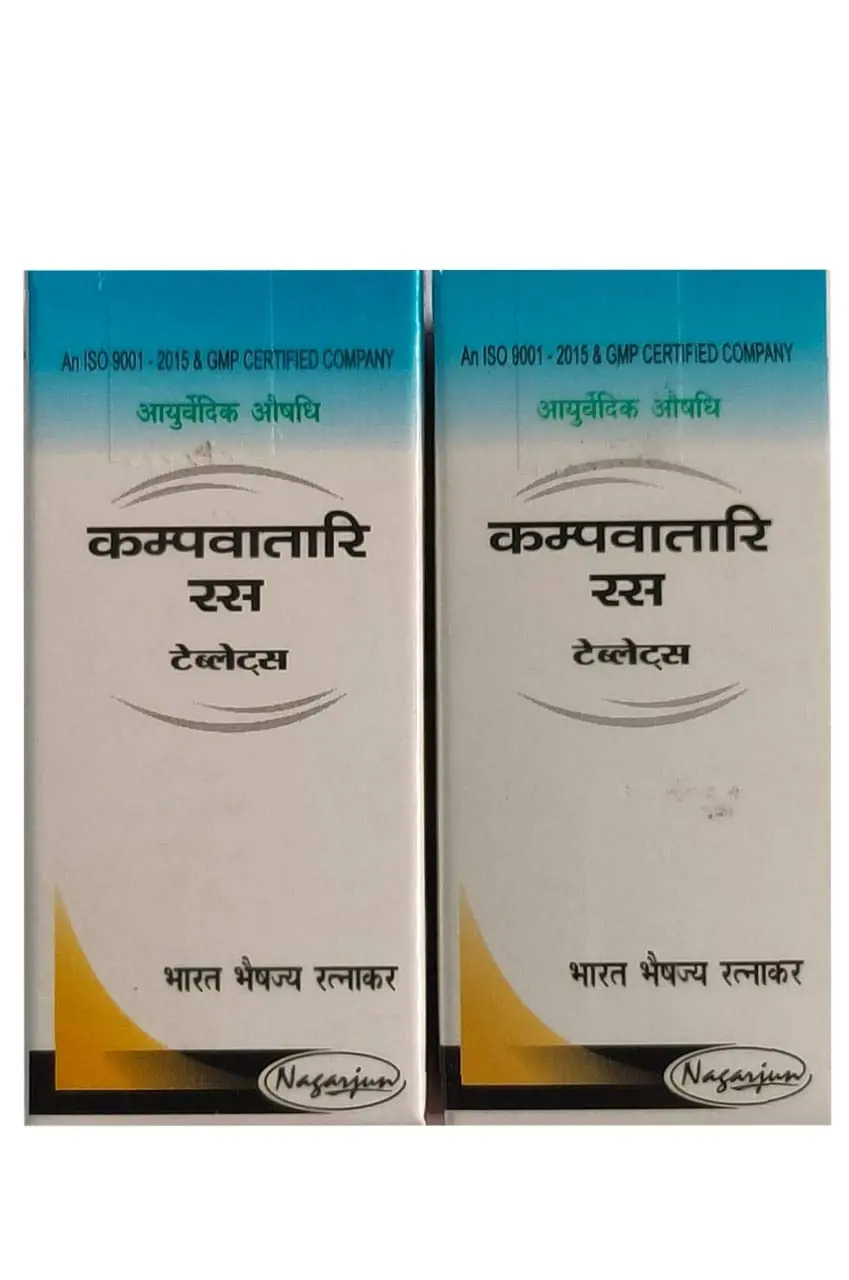 An ISO 9001 - 2015 & GMP CERTIFIED COMPANY
आयुर्वेदिक औषधि
कम्पवातारि
रस
टेब्लेट्स
भारत भैषज्य रत्नाकर
Nagarjun
An ISO 9001 - 2015 & GMP CERTIFIED COMPANY
आयुर्वेदिक औषधि
कम्पवातारि
रस
टेब्लेट्स
भारत भैषज्य रत्नाकर
Nagarjun